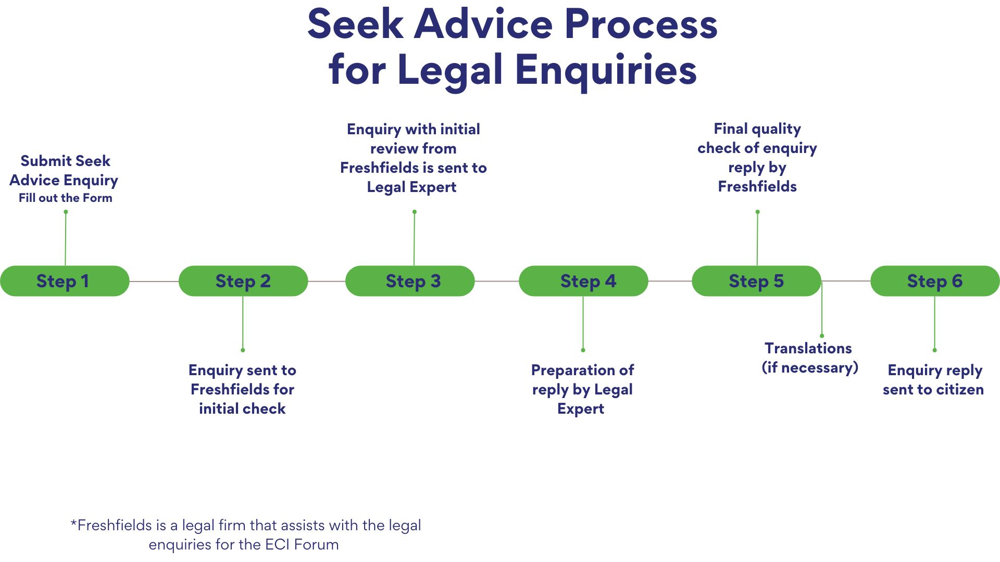 Seek Advice Process
for Legal Enquiries
Submit Seek
Advice Enquiry
Fill out the Form
Step 1
Step 2
Enquiry sent to
Freshfields for
initial check
Enquiry with initial
review from
Freshfields is sent to
Legal Expert
Step 3
Step 4
Preparation of
reply by Legal
Expert
Final quality
check of enquiry
reply by
Freshfields
Step 5
Translations
(if necessary)
Step 6
Enquiry reply
sent to citizen
*Freshfields is a legal firm that assists with the legal
enquiries for the ECI Forum